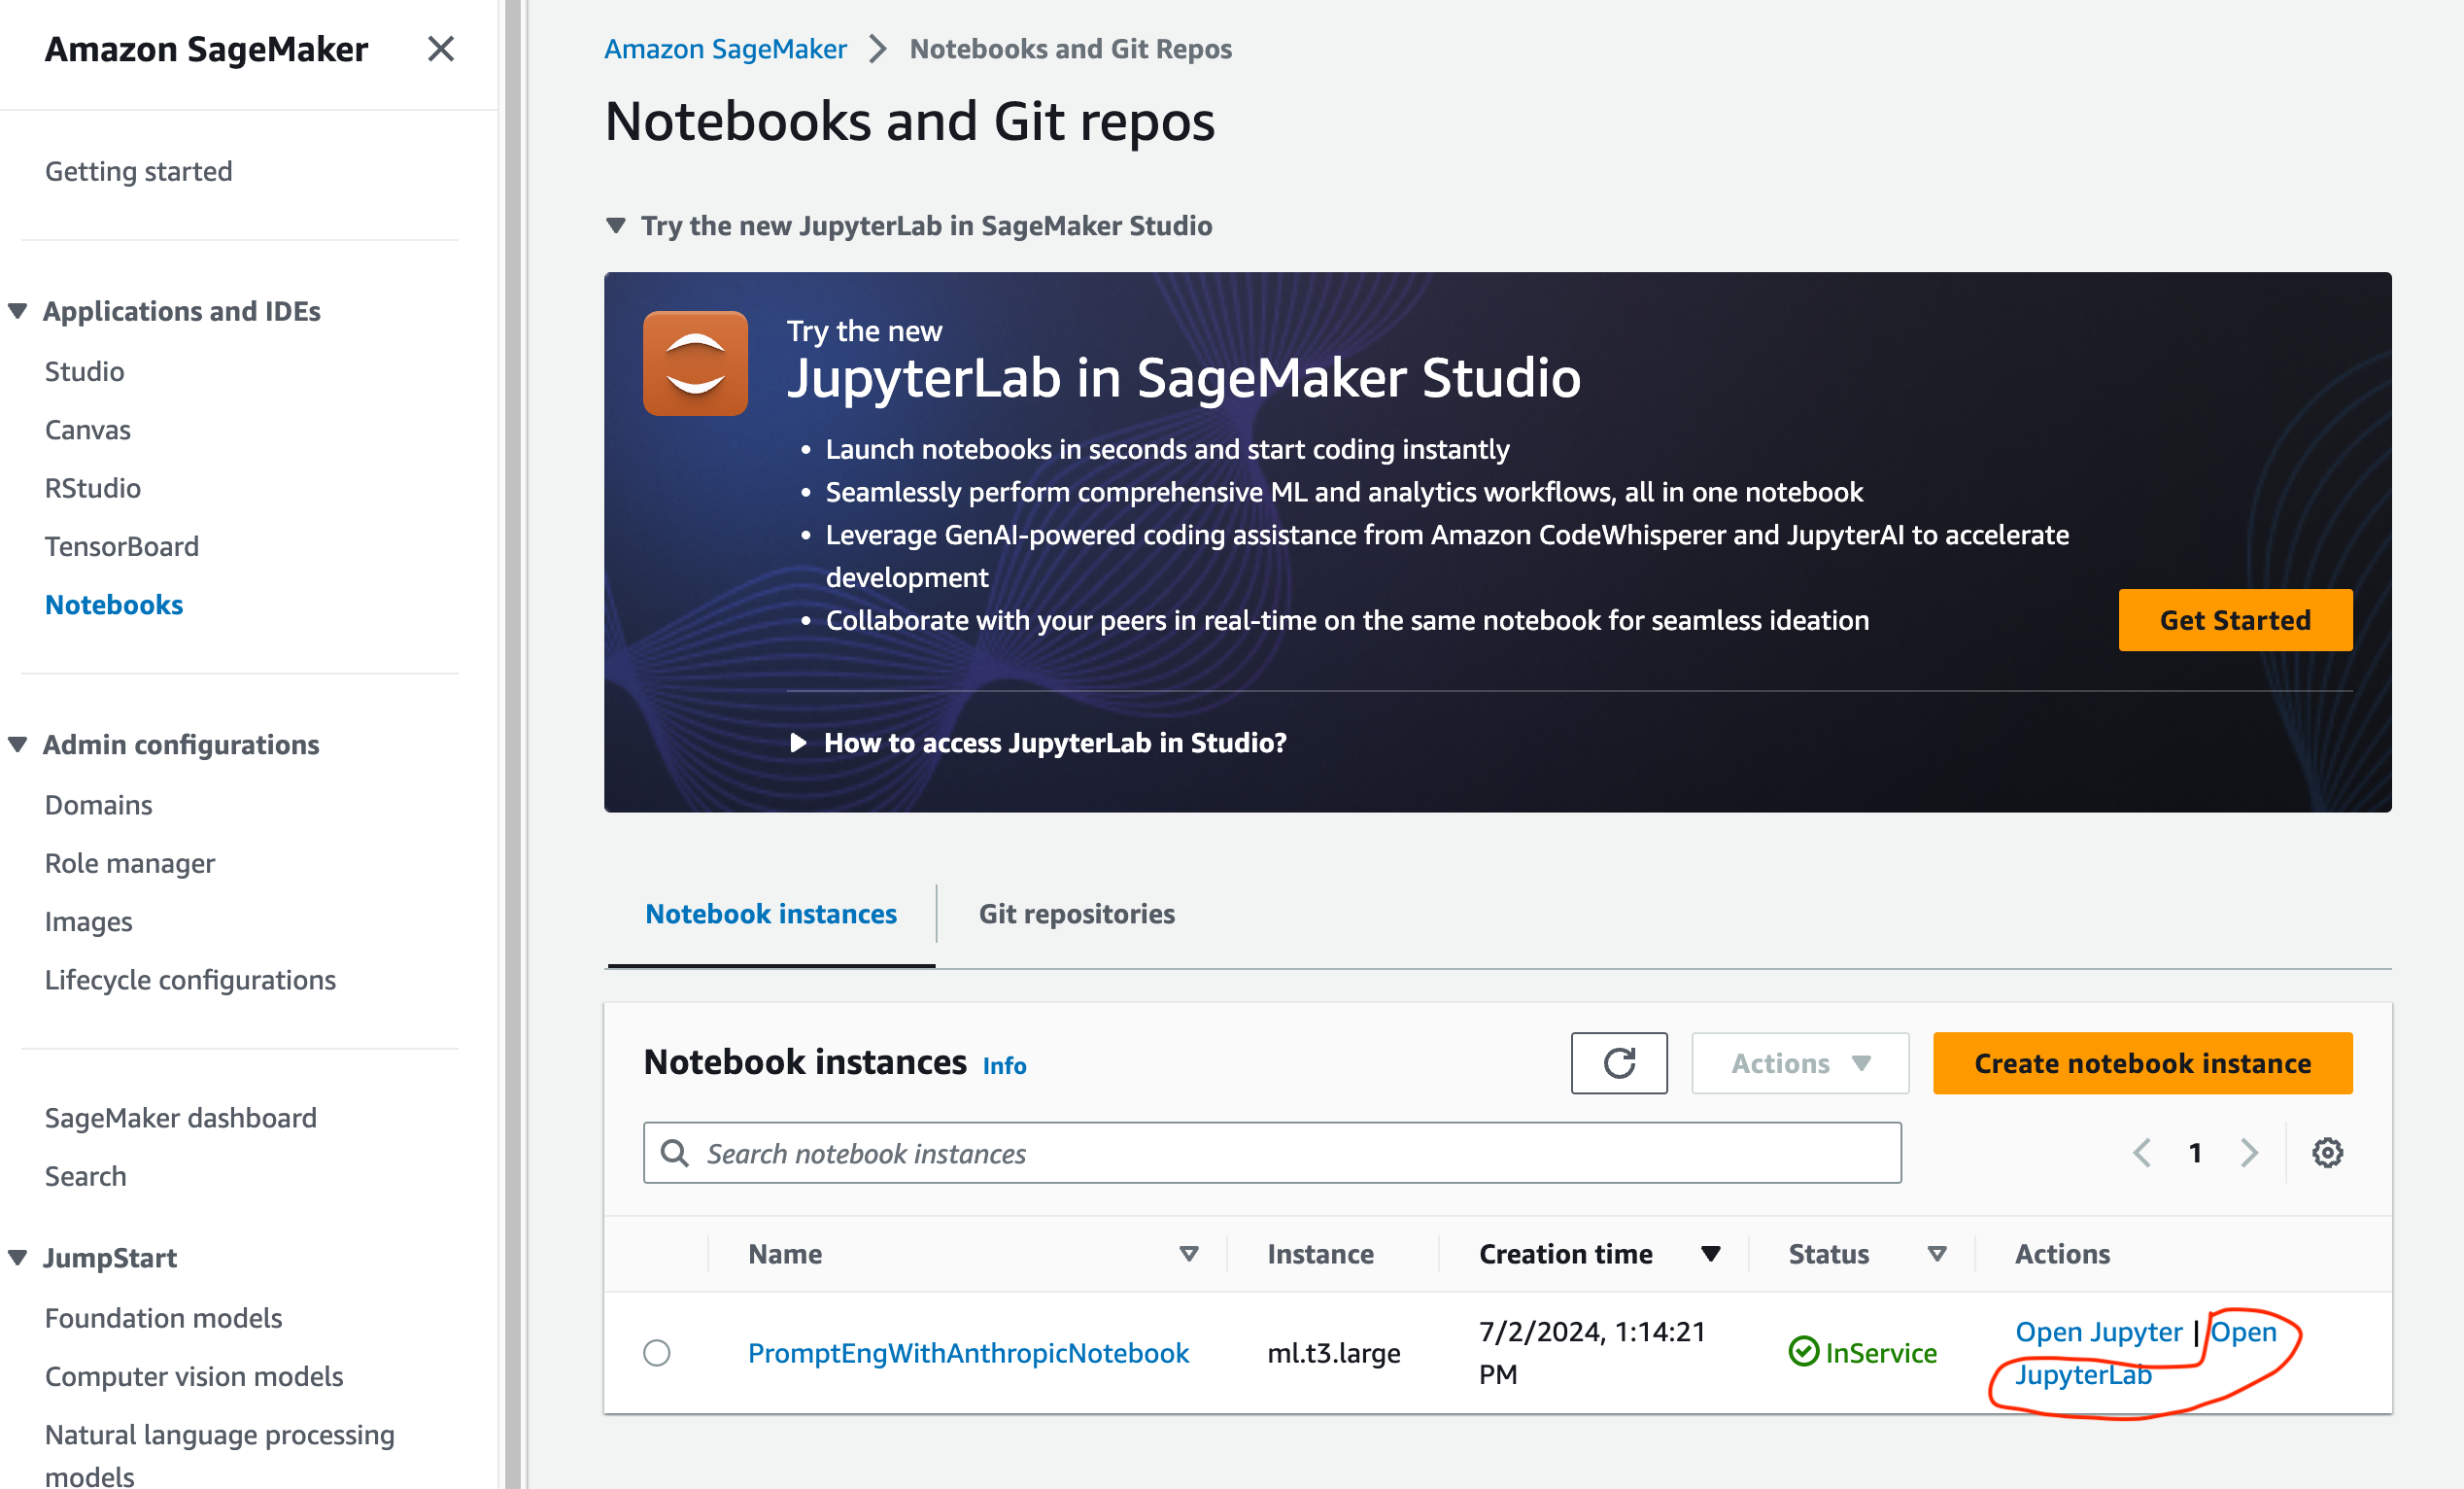 Amazon SageMaker
Getting started
Applications and IDEs
Studio
Canvas
RStudio
TensorBoard
Notebooks
Admin configurations
Domains
Role manager
Images
Lifecycle configurations
SageMaker dashboard
Search
JumpStart
Foundation models
Computer vision models
Natural language processing
models
Amazon SageMaker > Notebooks and Git Repos
Notebooks and Git repos
Try the new JupyterLab in SageMaker Studio
Try the new
JupyterLab in SageMaker Studio
• Launch notebooks in seconds and start coding instantly
• Seamlessly perform comprehensive ML and analytics workflows, all in one notebook
• Leverage GenAI-powered coding assistance from Amazon CodeWhisperer and JupyterAI to accelerate
development
• Collaborate with your peers in real-time on the same notebook for seamless ideation
Get Started
How to access JupyterLab in Studio?
Notebook instances Git repositories
Notebook instances Info
Actions Create notebook instance
Search notebook instances
1
Name Instance Creation time Status Actions
PromptEngWithAnthropicNotebook ml.t3.large 7/2/2024, 1:14:21
PM
InService
Open Jupyter | Open
JupyterLab